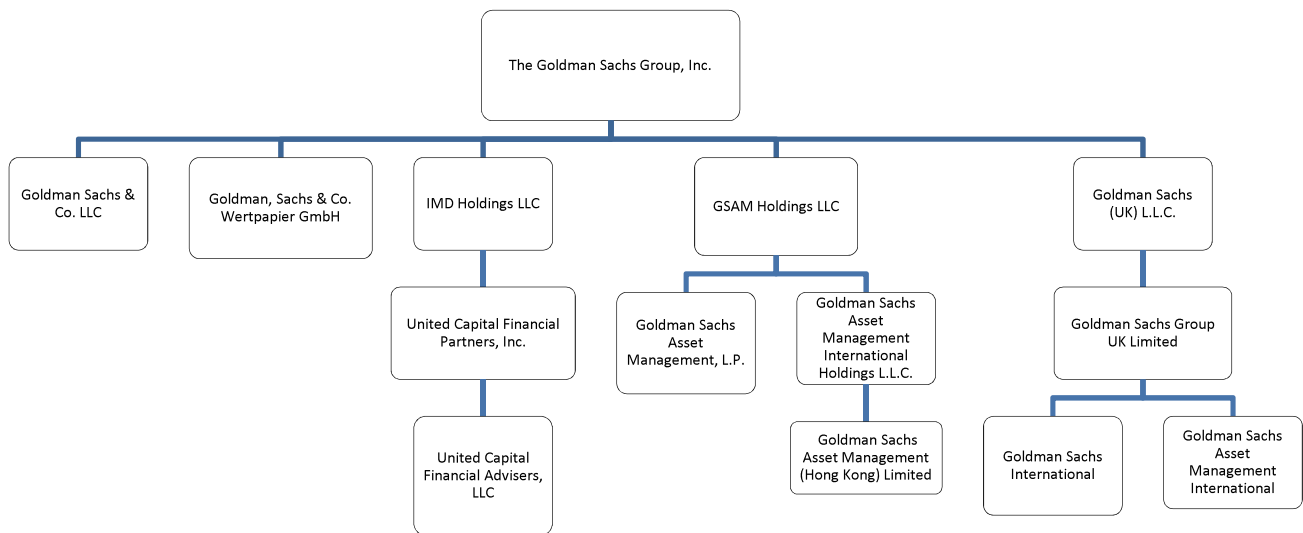 The Goldman Sachs Group, Inc.
Goldman Sachs &
Co. LLC
Goldman, Sachs & Co.
Wertpapier GmbH
IMD Holdings LLC
GSAM Holdings LLC
Goldman Sachs
(UK) L.L.C.
United Capital Financial
Partners, Inc.
Goldman Sachs
Asset
Management, L.P.
Goldman Sachs
Asset
Management
International
Holdings L.L.C.
Goldman Sachs Group
UK Limited
United Capital
Financial Advisers,
LLC
Goldman Sachs
Asset Management
(Hong Kong) Limited
Goldman Sachs
International
Goldman Sachs
Asset
Management
International